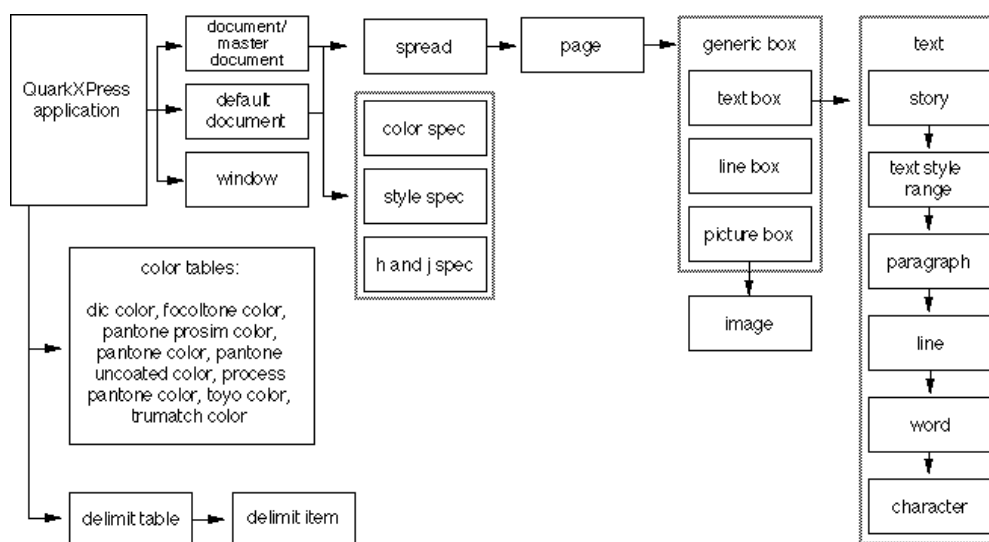 QuarkXPress
application
document/
master
document
default
document
window
spread
page
color spec
style spec
h and j spec
generic box
text box
line box
picture box
image
text
story
text style
range
paragraph
line
word
character
color tables:
dic color, focoltone color,
pantone prosim color,
pantone color, pantone
uncoated color, process
pantone color, toyo color,
trumatch color
delimit table
delimit item